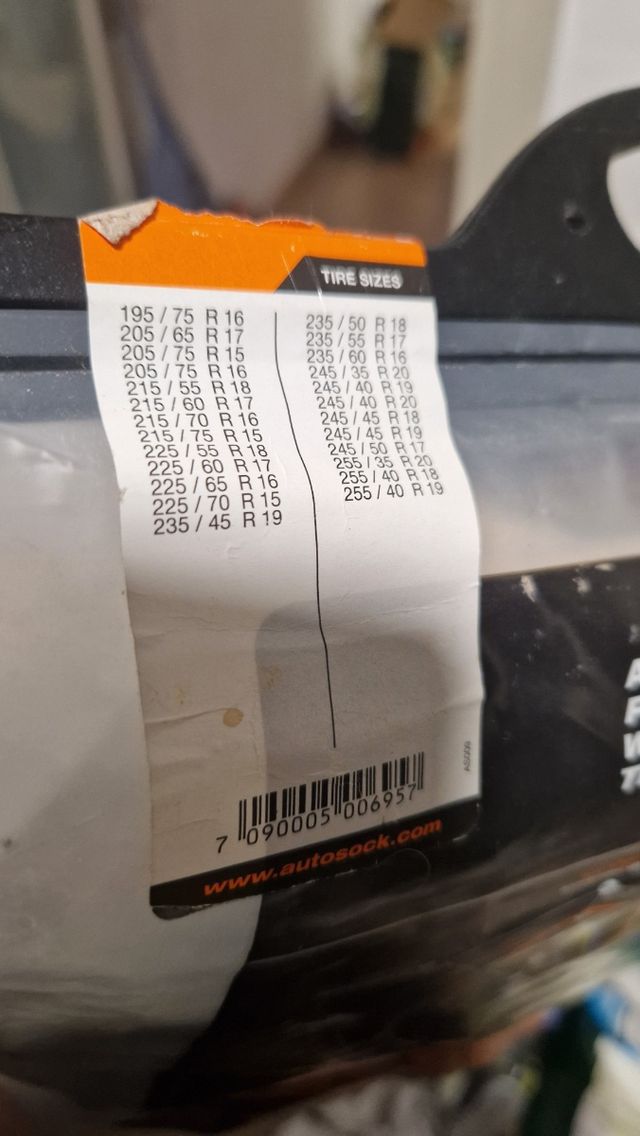 TIRE SIZES
195 / 75 R 16
205 / 65 R 17
205 / 75 R 15
205 / 75 R 16
215 / 55 R 18
215 / 60 R 17
215 / 70 R 16
215 / 75 R 15
225 / 55 R 18
225 / 60 R 17
225 / 65 R 16
225 / 70 R 15
235 / 45 R 19
235 / 50 R 18
235 / 55 R 17
235 / 60 R 16
245 / 35 R 20
245 / 40 R 19
245 / 40 R 20
245 / 45 R 18
245 / 45 R 19
245 / 50 R 17
255 / 35 R 20
255 / 40 R 18
255 / 40 R 19
7 090005 006957
www.autosock.com